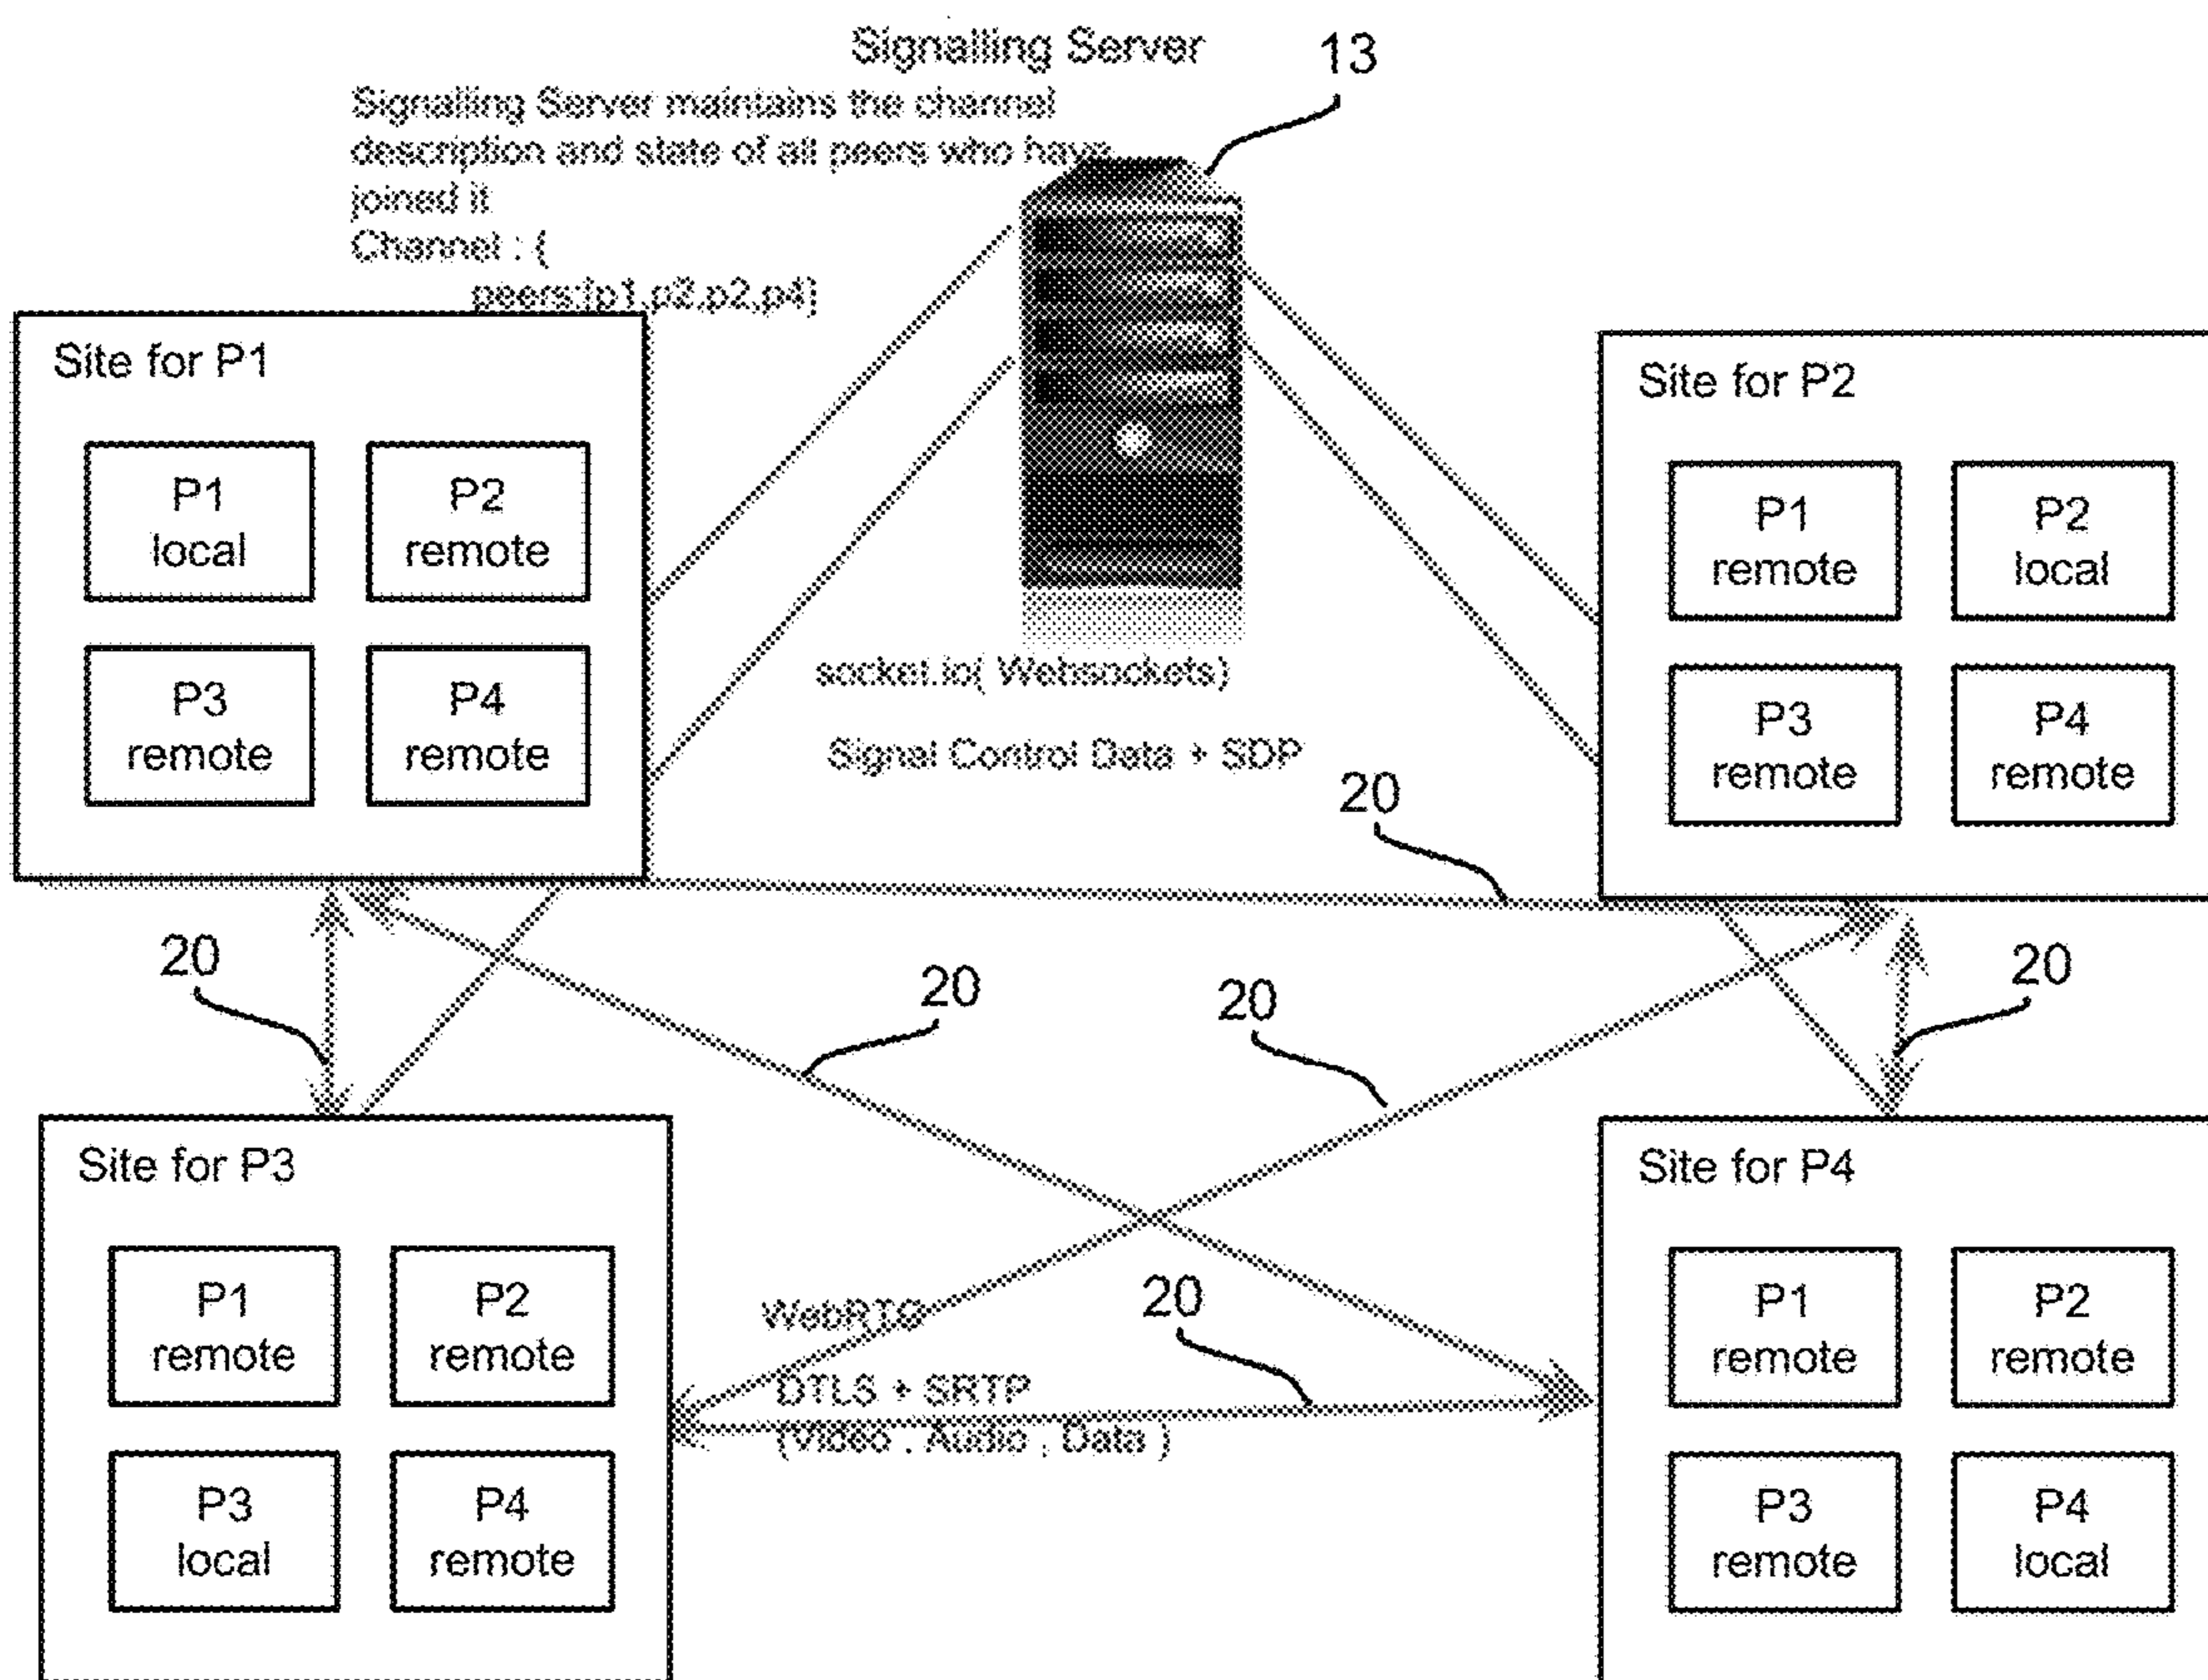 Signalling Server
13
Signalling Server maintains the channel
description and state of all peers who have
joined it
Channel : {
peers:[p1,p2,p2,p4]
Site for P1
P1
local
P2
remote
P3
remote
P4
remote
Site for P2
P1
remote
P2
local
P3
remote
P4
remote
socket.io( Websockets)
Signal Control Data + SDP
20
20
20
20
20
Site for P3
P1
remote
P2
remote
P3
local
P4
remote
WebRTC
DTLS + SRTP
(Video , Audio , Data )
20
Site for P4
P1
remote
P2
remote
P3
remote
P4
local